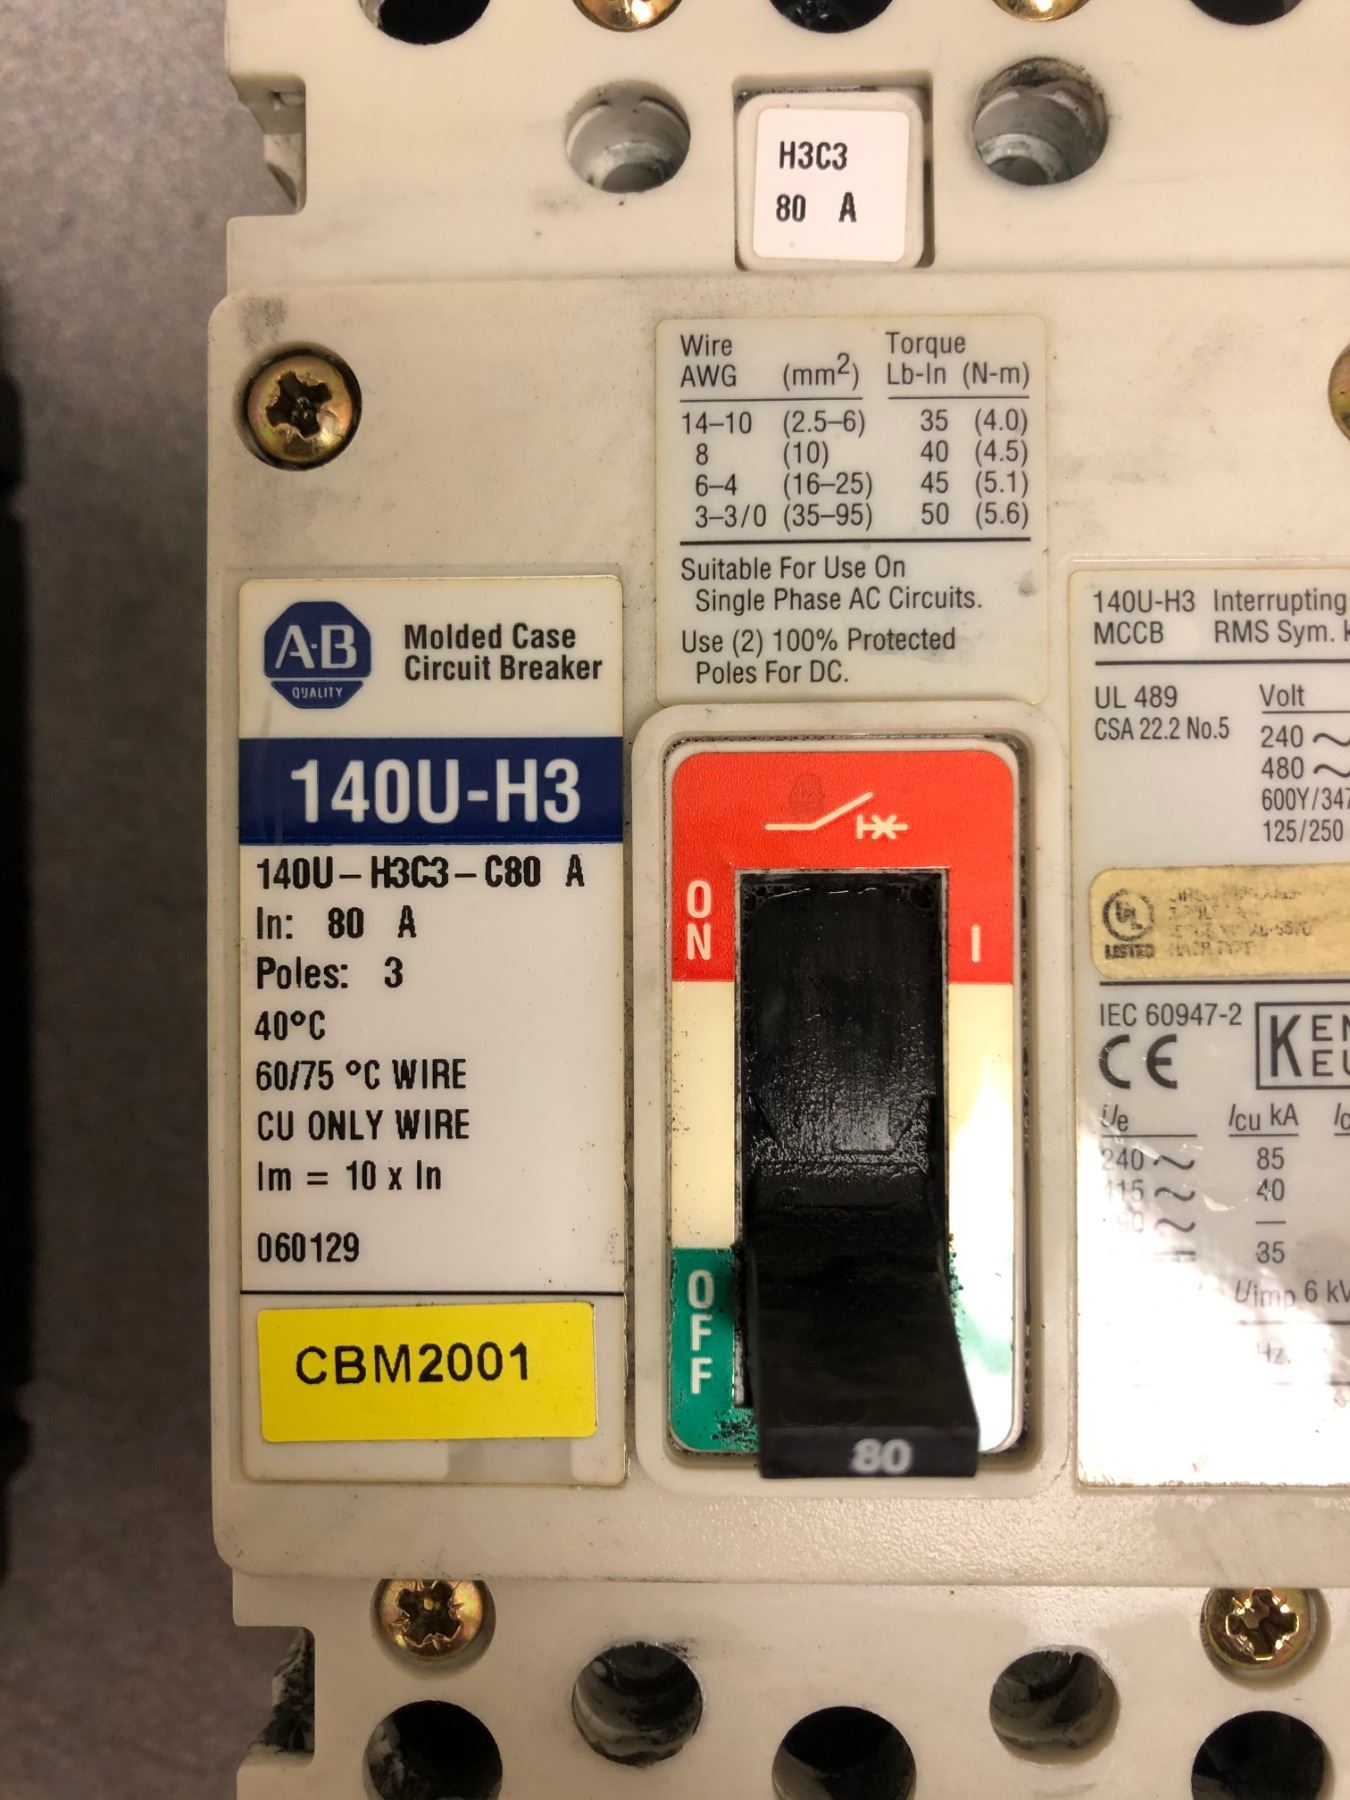 H3C3
80 A
Wire Torque
AWG (mm2) Lb-In (N-m)
14–10 (2.5–6) 35 (4.0)
8 (10) 40 (4.5)
6–4 (16–25) 45 (5.1)
3–3/0 (35–95) 50 (5.6)
Suitable For Use On
Single Phase AC Circuits.
Use (2) 100% Protected
Poles For DC.
A·B
QUALITY
Molded Case
Circuit Breaker
140U-H3
140U–H3C3–C80 A
In: 80 A
Poles: 3
40°C
60/75 °C WIRE
CU ONLY WIRE
Im = 10 x In
060129
CBM2001
ON
I
OFF
80
140U-H3 Interrupting
MCCB RMS Sym.
UL 489 Volt
CSA 22.2 No.5 240 ~
480 ~
600Y/347
125/250
UL
LISTED
IEC 60947-2
CE
Ue Icu kA
240 ~ 85
415 ~ 40
—
35
Uimp 6 kV
Hz.